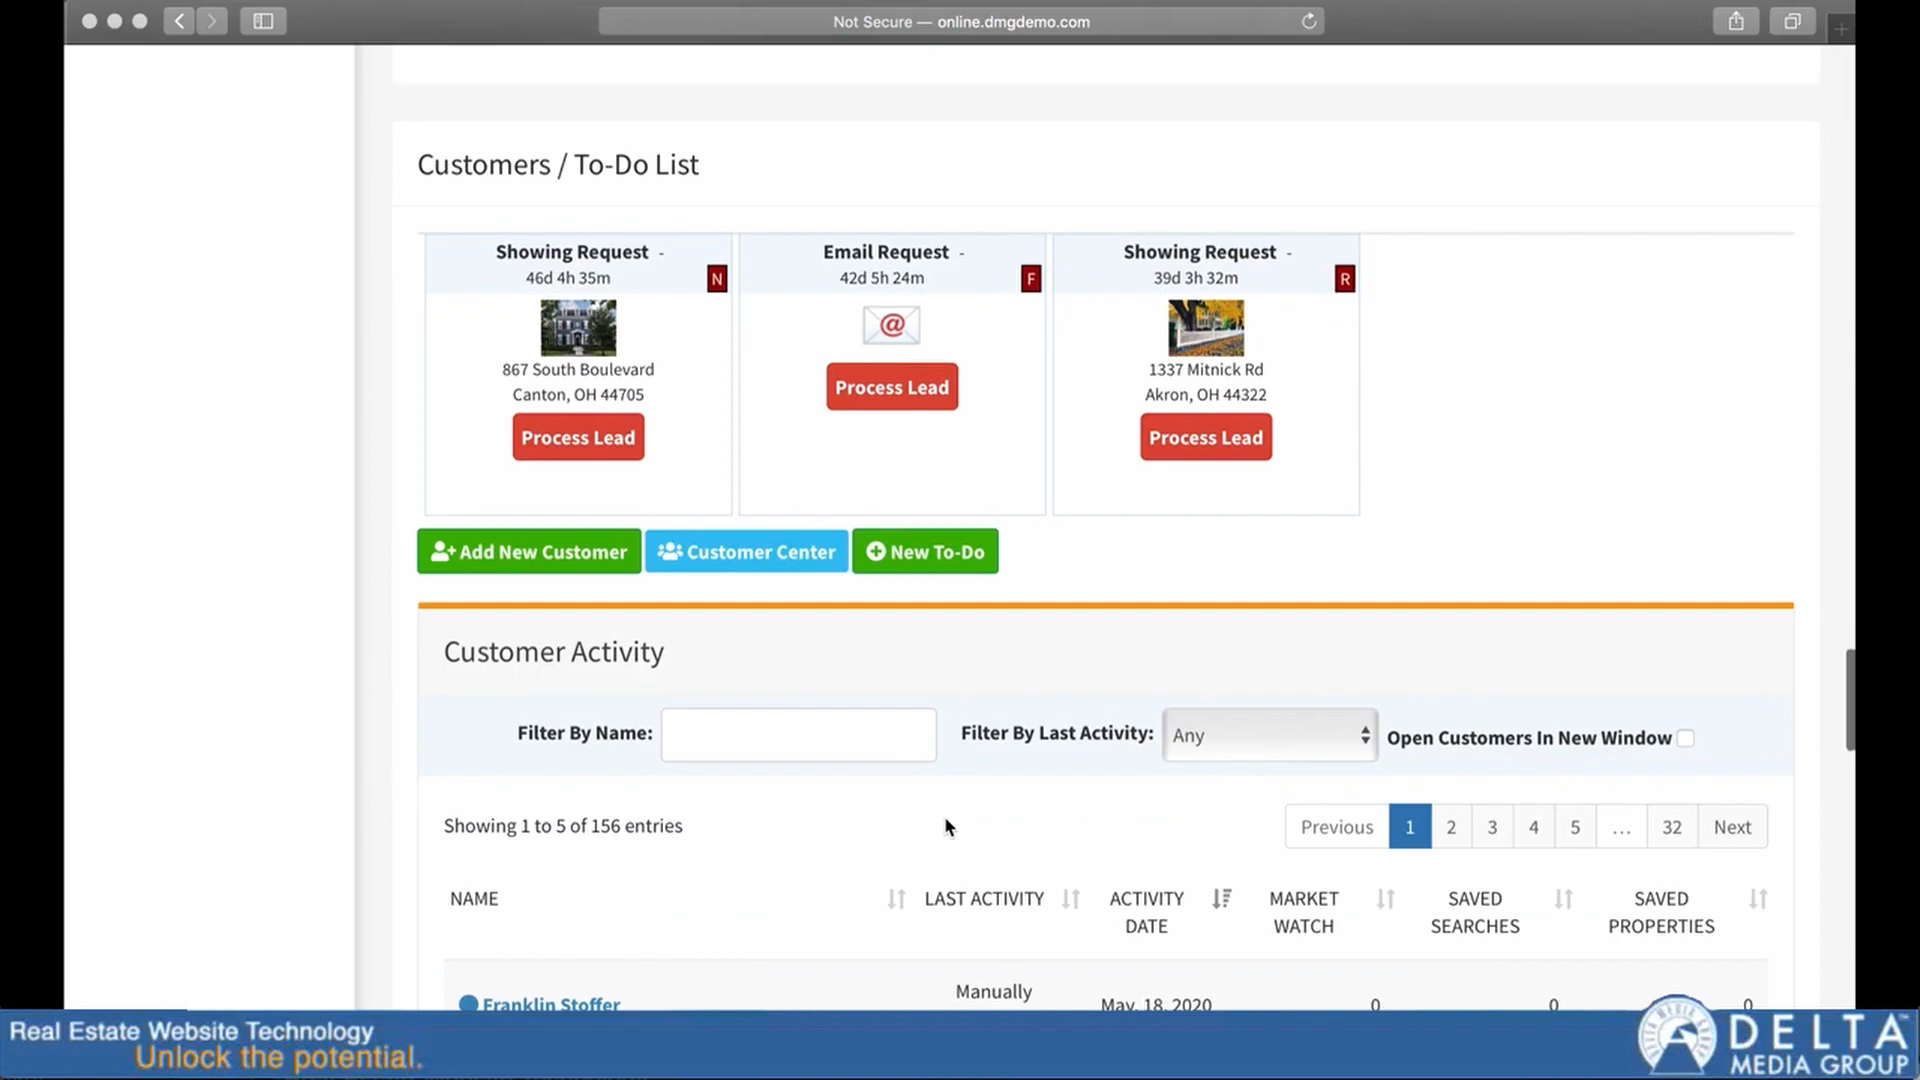 Not Secure — online.dmgdemo.com
Customers / To-Do List
Showing Request -
46d 4h 35m
N
867 South Boulevard
Canton, OH 44705
Process Lead
Email Request -
42d 5h 24m
F
@
Process Lead
Showing Request -
39d 3h 32m
R
1337 Mitnick Rd
Akron, OH 44322
Process Lead
Add New Customer
Customer Center
New To-Do
Customer Activity
Filter By Name:
Filter By Last Activity:
Any
Open Customers In New Window
Showing 1 to 5 of 156 entries
Previous 1 2 3 4 5 ... 32 Next
NAME
LAST ACTIVITY
ACTIVITY
DATE
MARKET
WATCH
SAVED
SEARCHES
SAVED
PROPERTIES
Franklin Stoffer
Manually
May. 18, 2020
0
0
0
Real Estate Website Technology
Unlock the potential.
DELTA
MEDIA GROUP